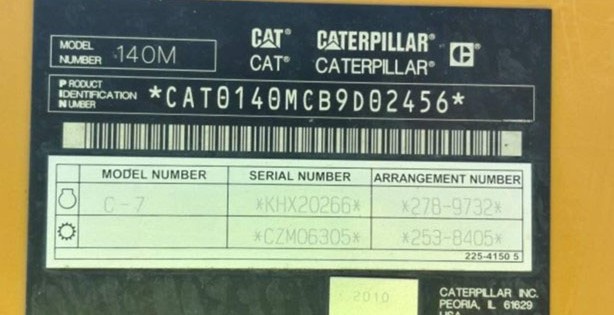 CAT® CATERPILLAR®
MODEL NUMBER 140M
CAT® CATERPILLAR®
PRODUCT IDENTIFICATION NUMBER *CAT0140MCB9D02456*
MODEL NUMBER SERIAL NUMBER ARRANGEMENT NUMBER
C-7 *KHX20266* *278-9732*
*CZM06305* *253-8405*
225-4150 5
2010
CATERPILLAR INC.
PEORIA, IL 61629
USA